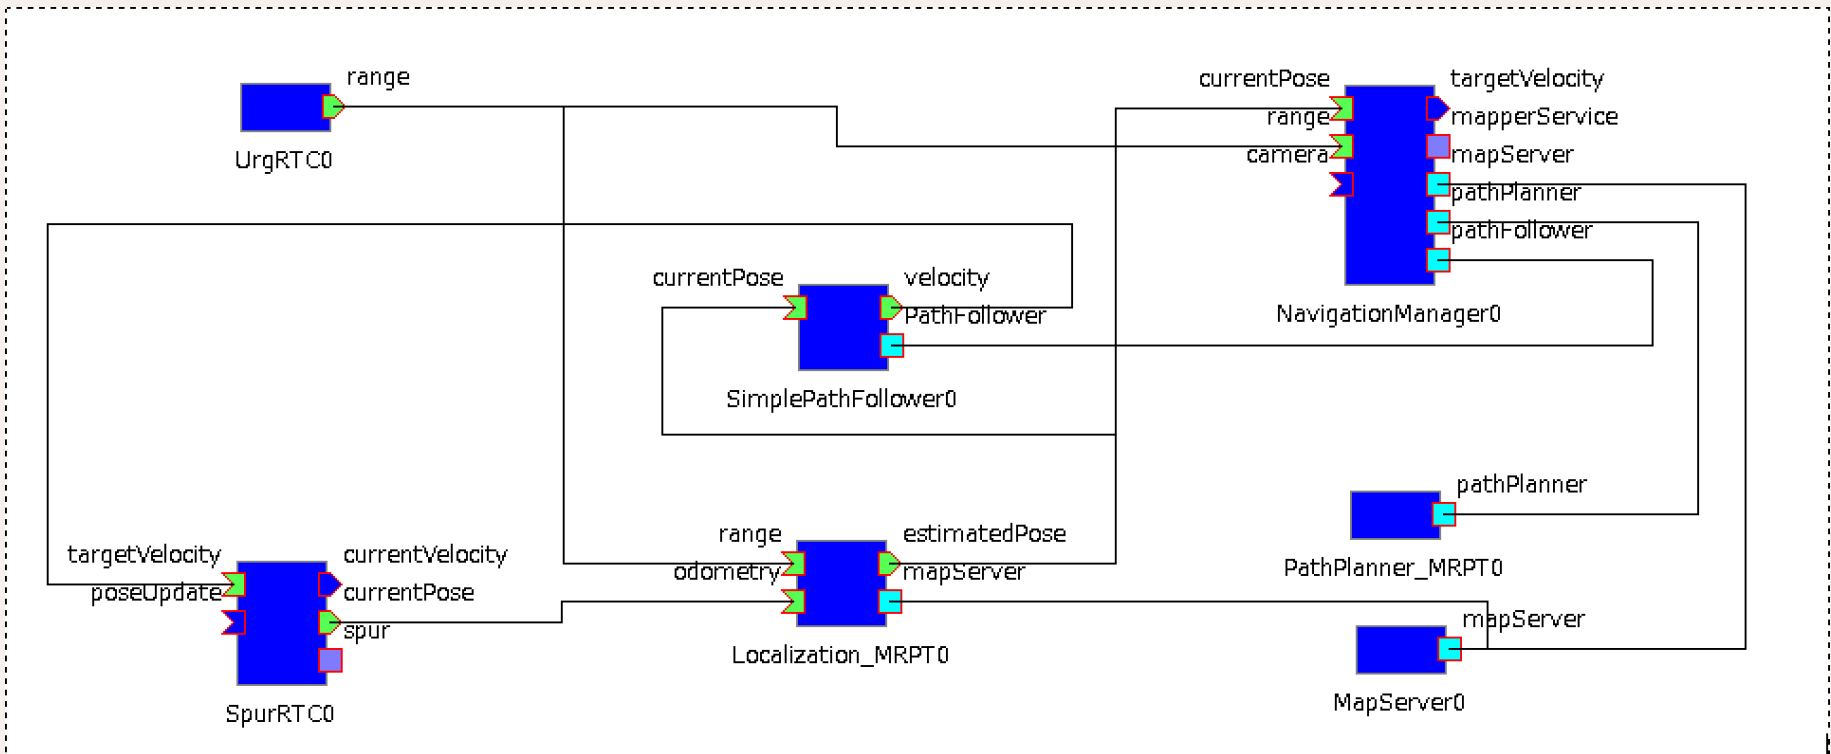 range
UrgRTC0
currentPose
range
camera
targetVelocity
mapperService
mapServer
pathPlanner
pathFollower
NavigationManager0
currentPose
velocity
PathFollower
SimplePathFollower0
pathPlanner
PathPlanner_MRPT0
targetVelocity
poseUpdate
currentVelocity
currentPose
spur
SpurRTC0
range
odometry
estimatedPose
mapServer
Localization_MRPT0
mapServer
MapServer0